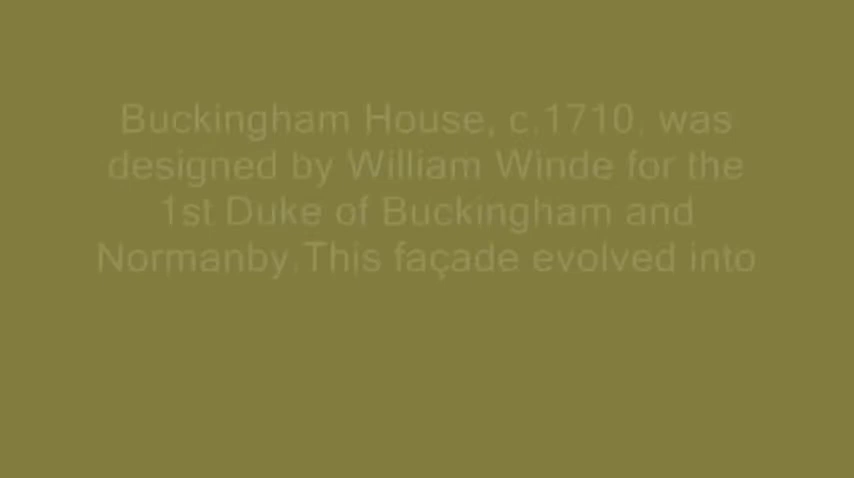 Buckingham House, c.1710, was
designed by William Winde for the
1st Duke of Buckingham and
Normanby.This façade evolved into